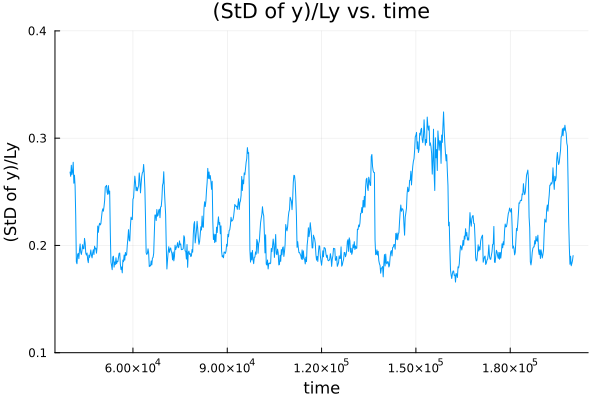 (StD of y)/Ly vs. time
0.4
0.3
0.2
0.1
(StD of y)/Ly
6.00×10⁴ 9.00×10⁴ 1.20×10⁵ 1.50×10⁵ 1.80×10⁵
time